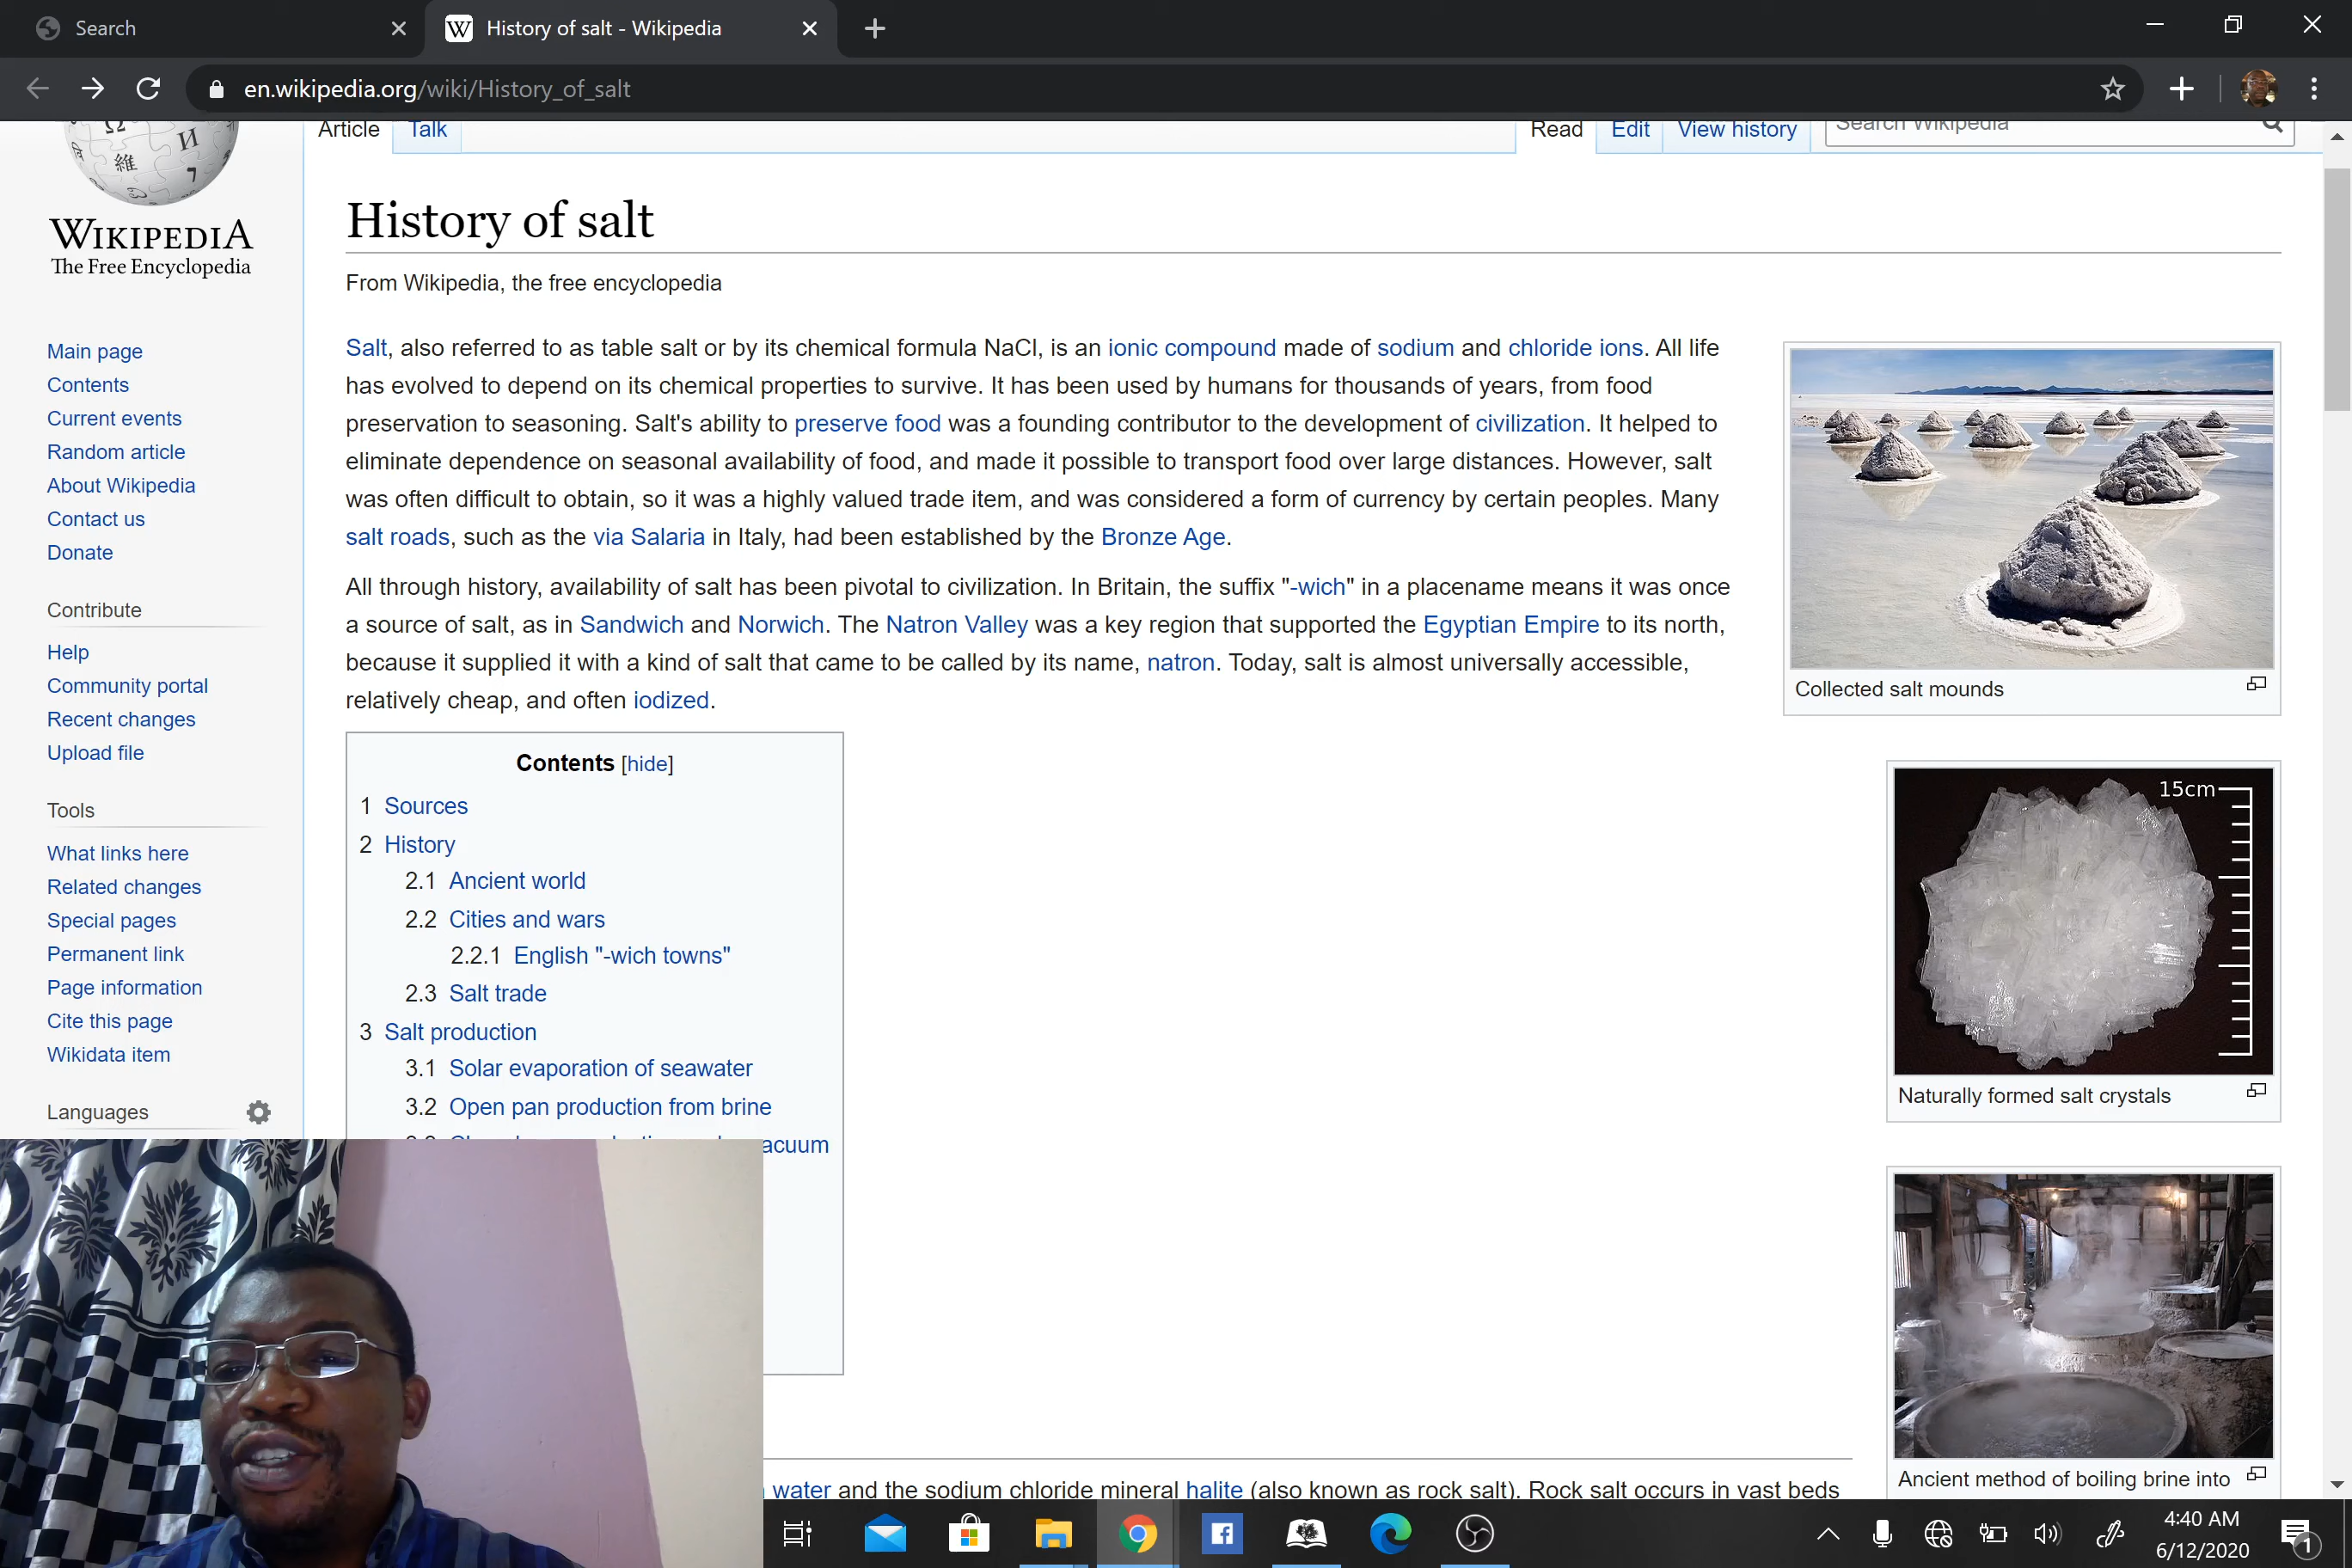 Search
History of salt - Wikipedia
en.wikipedia.org/wiki/History_of_salt
Article
Talk
Read
Edit
View history
Search Wikipedia
WIKIPEDIA
The Free Encyclopedia
Main page
Contents
Current events
Random article
About Wikipedia
Contact us
Donate
Contribute
Help
Community portal
Recent changes
Upload file
Tools
What links here
Related changes
Special pages
Permanent link
Page information
Cite this page
Wikidata item
Languages
History of salt
From Wikipedia, the free encyclopedia
Salt, also referred to as table salt or by its chemical formula NaCl, is an ionic compound made of sodium and chloride ions. All life
has evolved to depend on its chemical properties to survive. It has been used by humans for thousands of years, from food
preservation to seasoning. Salt's ability to preserve food was a founding contributor to the development of civilization. It helped to
eliminate dependence on seasonal availability of food, and made it possible to transport food over large distances. However, salt
was often difficult to obtain, so it was a highly valued trade item, and was considered a form of currency by certain peoples. Many
salt roads, such as the via Salaria in Italy, had been established by the Bronze Age.
All through history, availability of salt has been pivotal to civilization. In Britain, the suffix "-wich" in a placename means it was once
a source of salt, as in Sandwich and Norwich. The Natron Valley was a key region that supported the Egyptian Empire to its north,
because it supplied it with a kind of salt that came to be called by its name, natron. Today, salt is almost universally accessible,
relatively cheap, and often iodized.
Contents [hide]
1 Sources
2 History
2.1 Ancient world
2.2 Cities and wars
2.2.1 English "-wich towns"
2.3 Salt trade
3 Salt production
3.1 Solar evaporation of seawater
3.2 Open pan production from brine
acuum
water and the sodium chloride mineral halite (also known as rock salt). Rock salt occurs in vast beds
Collected salt mounds
15cm
Naturally formed salt crystals
Ancient method of boiling brine into
4:40 AM
6/12/2020
1